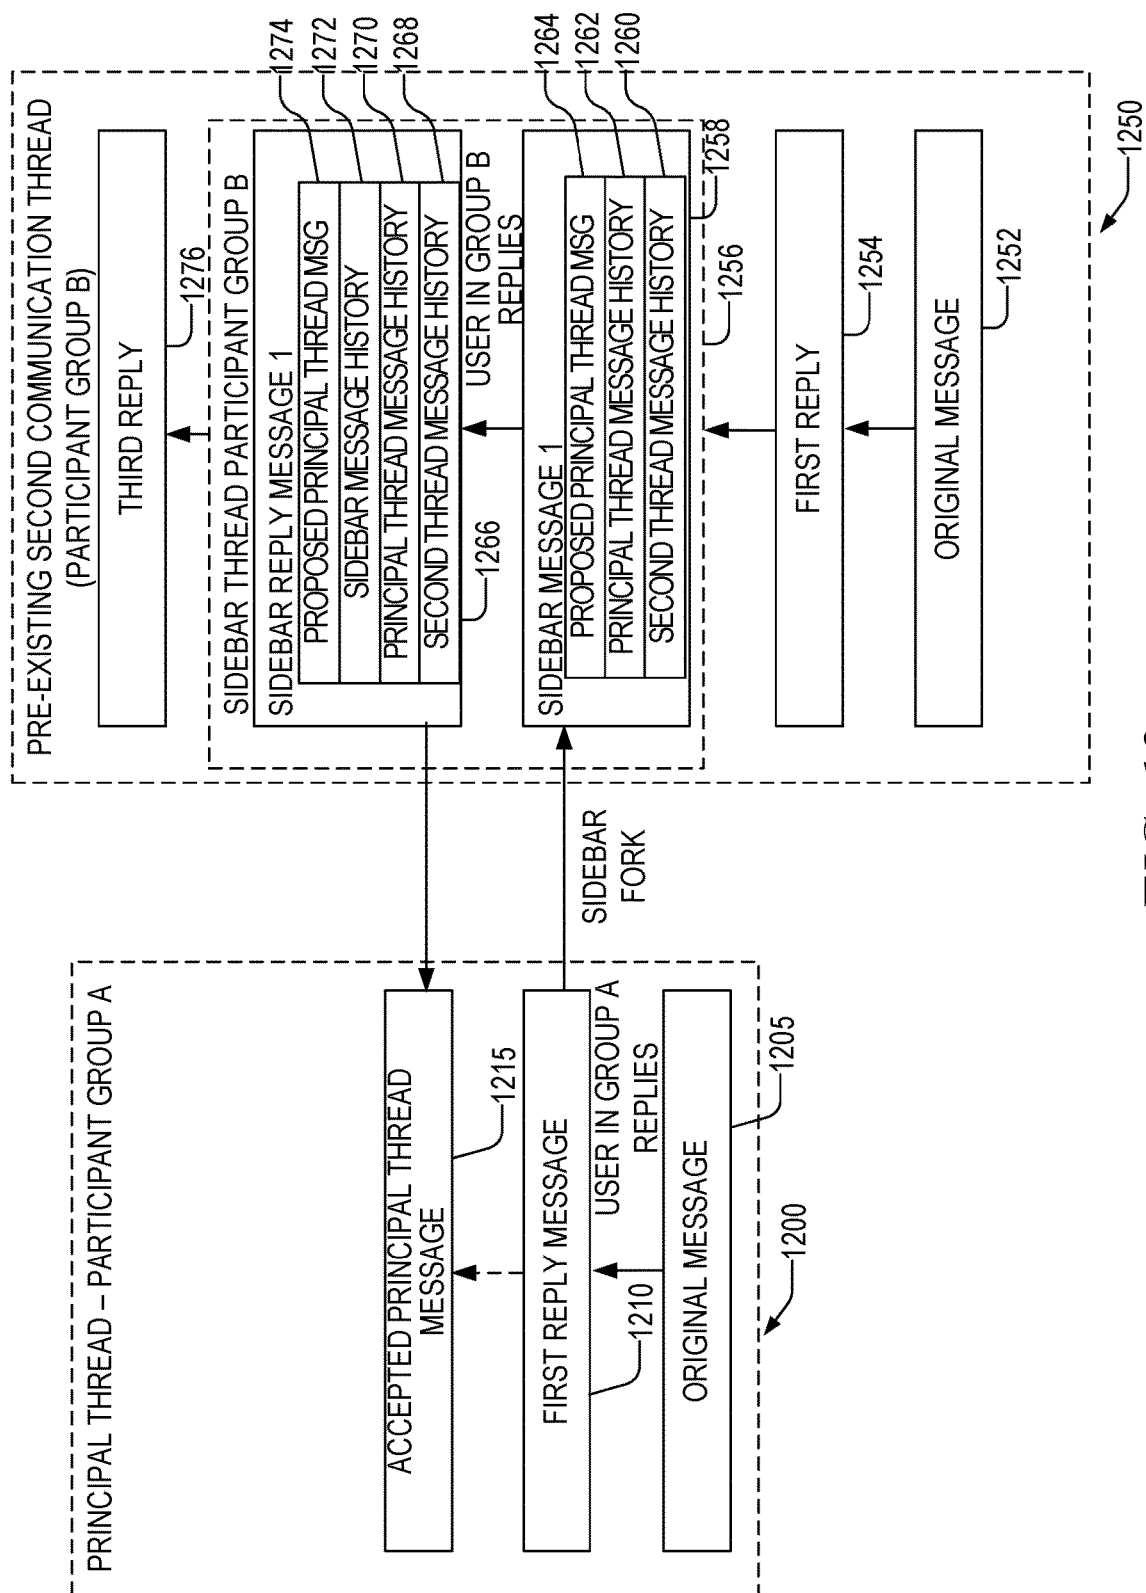 PRINCIPAL THREAD – PARTICIPANT GROUP A
ACCEPTED PRINCIPAL THREAD
MESSAGE
1215
FIRST REPLY MESSAGE
1210
USER IN GROUP A
REPLIES
ORIGINAL MESSAGE
1205
1200
SIDEBAR
FORK
PRE-EXISTING SECOND COMMUNICATION THREAD
(PARTICIPANT GROUP B)
THIRD REPLY
1276
SIDEBAR THREAD PARTICIPANT GROUP B
SIDEBAR REPLY MESSAGE 1
PROPOSED PRINCIPAL THREAD MSG
SIDEBAR MESSAGE HISTORY
PRINCIPAL THREAD MESSAGE HISTORY
SECOND THREAD MESSAGE HISTORY
1274
1272
1270
1268
1266
USER IN GROUP B
REPLIES
SIDEBAR MESSAGE 1
PROPOSED PRINCIPAL THREAD MSG
PRINCIPAL THREAD MESSAGE HISTORY
SECOND THREAD MESSAGE HISTORY
1264
1262
1260
1258
1256
FIRST REPLY
1254
ORIGINAL MESSAGE
1252
1250